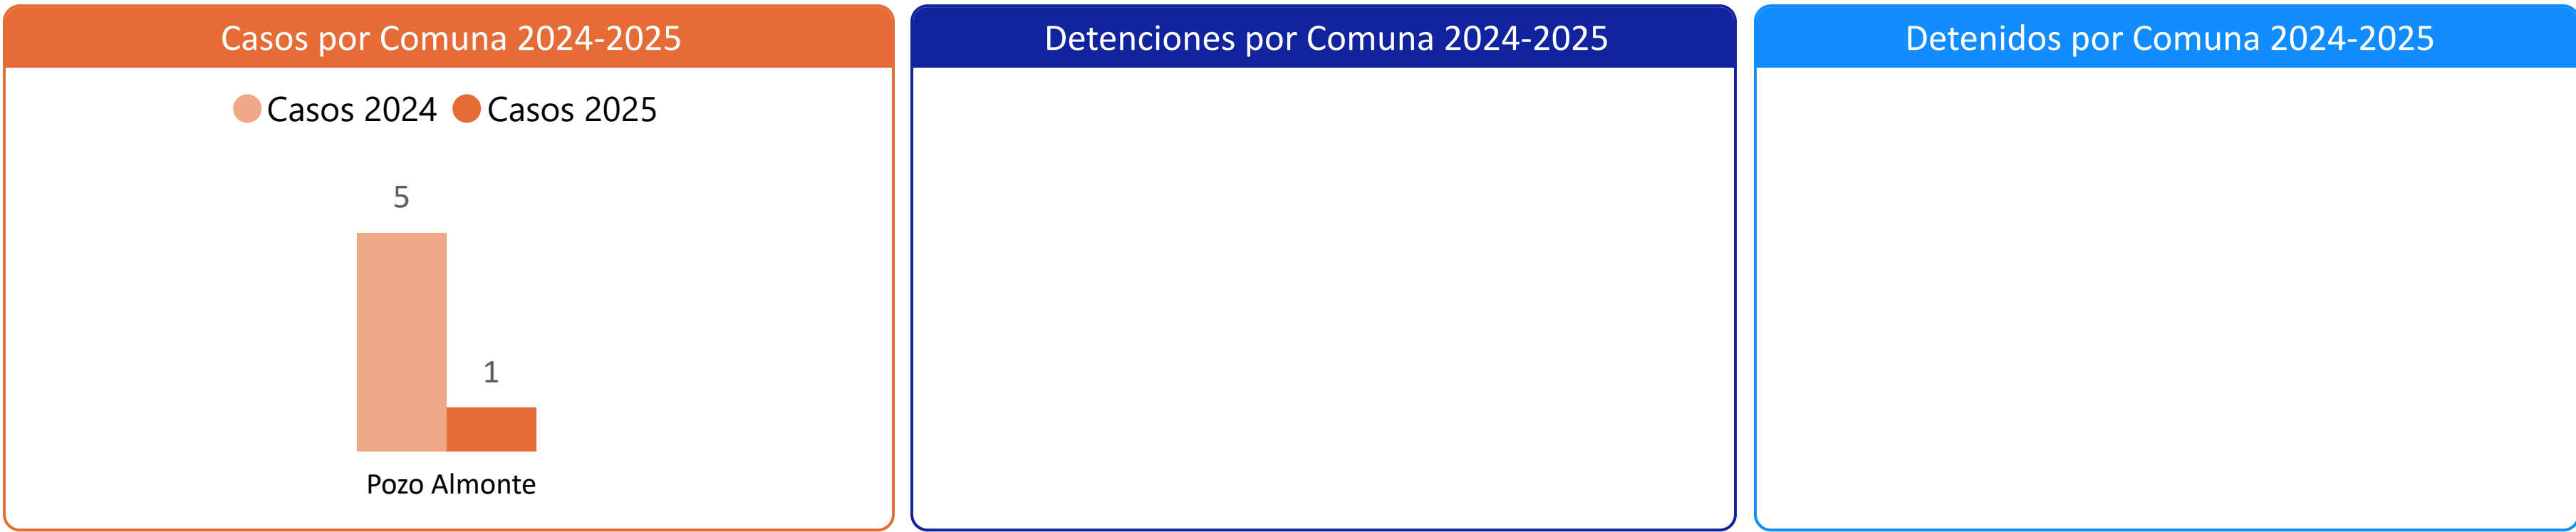 Casos por Comuna 2024-2025
Casos 2024 Casos 2025
5
1
Pozo Almonte
Detenciones por Comuna 2024-2025
Detenidos por Comuna 2024-2025